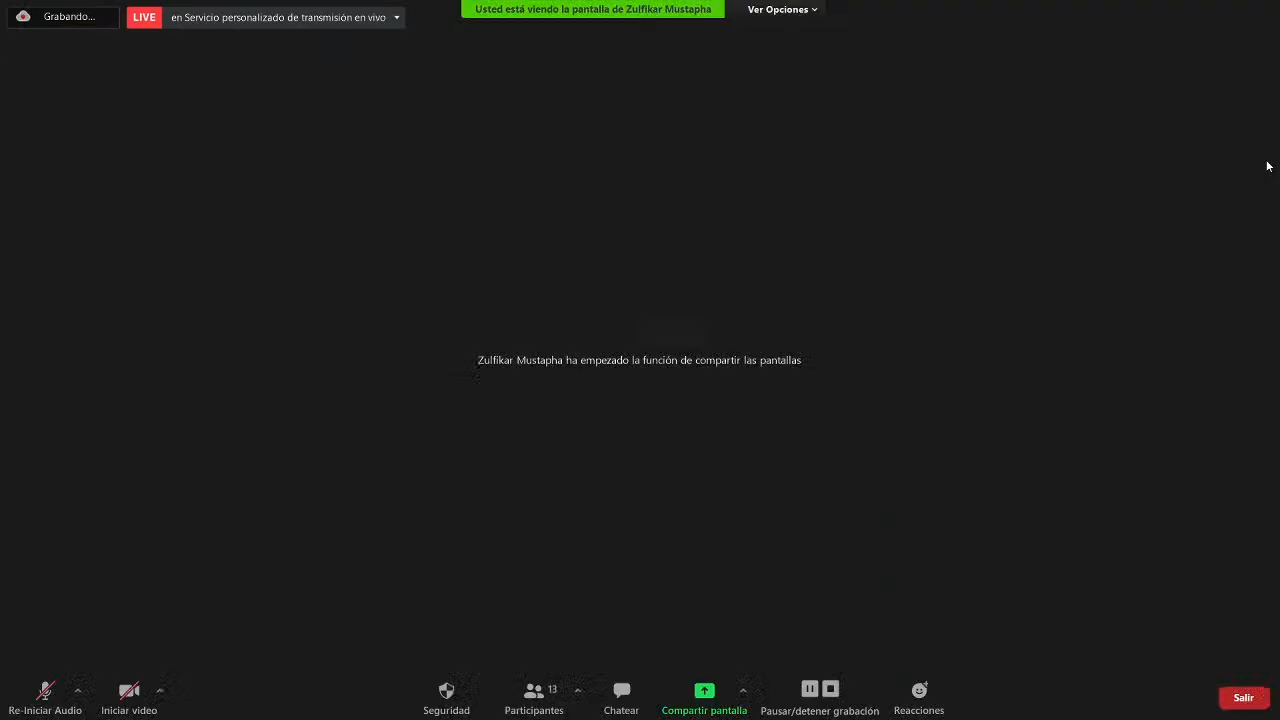 Grabando...
LIVE en Servicio personalizado de transmisión en vivo
Usted está viendo la pantalla de Zulfikar Mustapha
Ver Opciones
Zulfikar Mustapha ha empezado la función de compartir las pantallas
Re-Iniciar Audio
Iniciar video
Seguridad
13
Participantes
Chatear
Compartir pantalla
Pausar/detener grabación
Reacciones
Salir